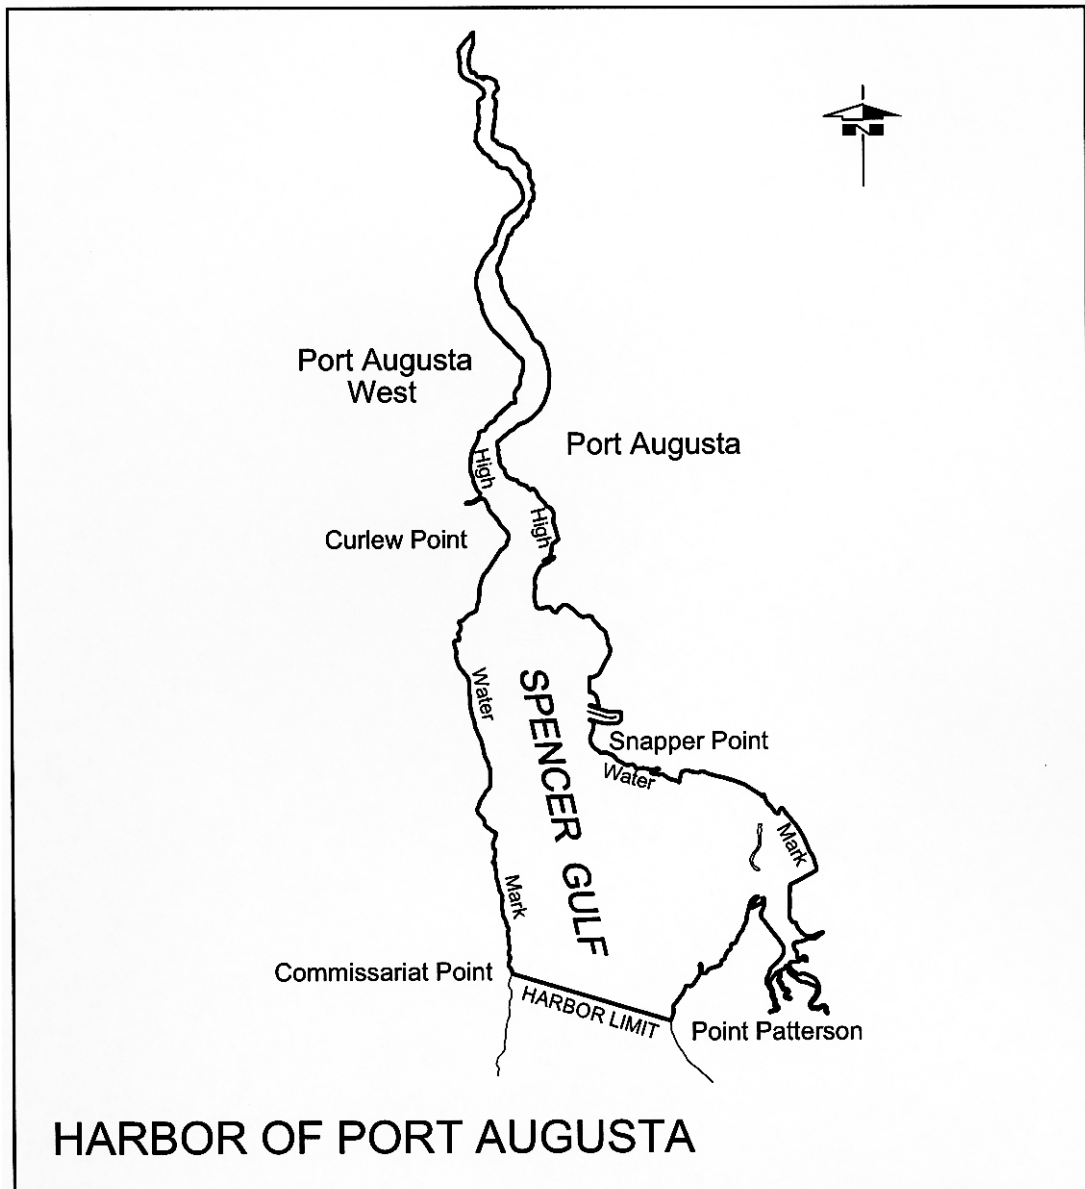 Port Augusta
West
Port Augusta
High
High
Curlew Point
Water
SPENCER GULF
Snapper Point
Water
Mark
Mark
Commissariat Point
HARBOR LIMIT
Point Patterson
HARBOR OF PORT AUGUSTA